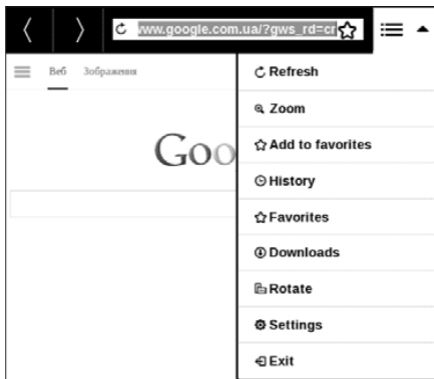 www.google.com.ua/?gws_rd=cr
Веб Зображення
Goo
Refresh
Zoom
Add to favorites
History
Favorites
Downloads
Rotate
Settings
Exit